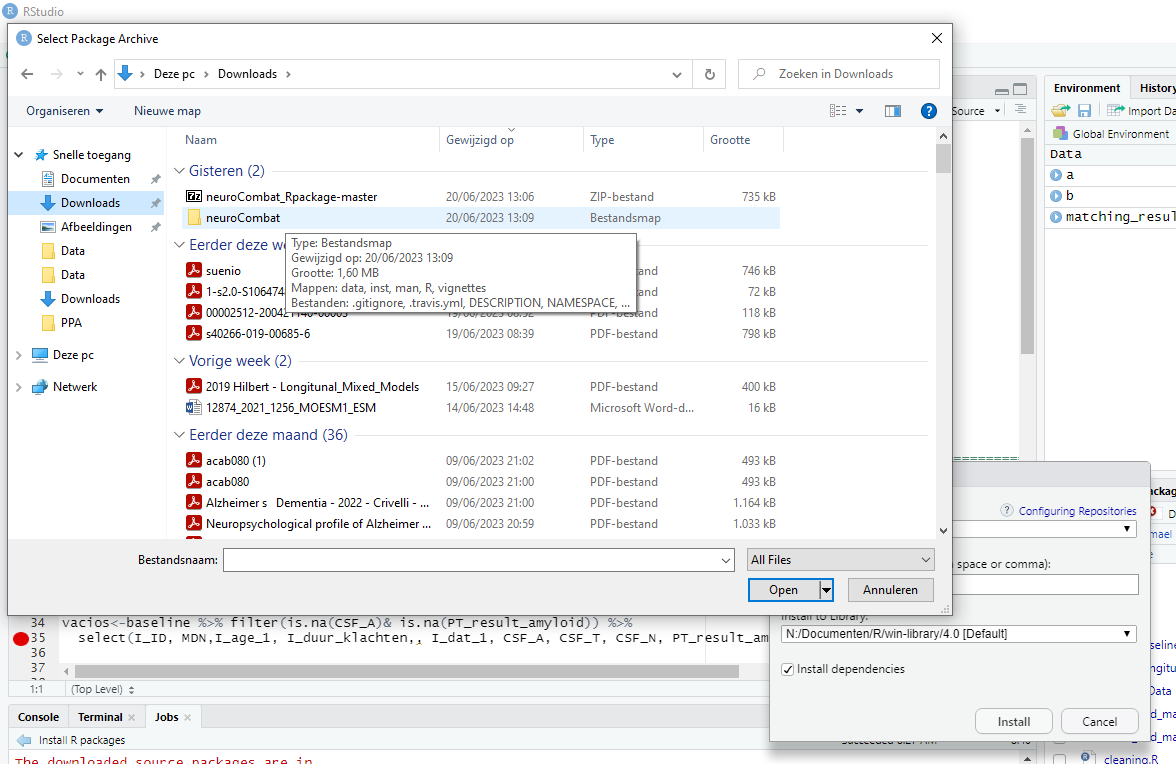 RStudio
Select Package Archive
Deze pc
Downloads
Zoeken in Downloads
Organiseren
Nieuwe map
Naam
Gewijzigd op
Type
Grootte
Snelle toegang
Documenten
Downloads
Afbeeldingen
Data
Data
Downloads
PPA
Deze pc
Netwerk
Gisteren (2)
neuroCombat_Rpackage-master 20/06/2023 13:06 ZIP-bestand 735 kB
neuroCombat 20/06/2023 13:09 Bestandsmap
Eerder deze we
suenio stand 746 kB
1-s2.0-S106474 stand 72 kB
stand 118 kB
s40266-019-00685-6 19/06/2023 08:39 PDF-bestand 798 kB
Type: Bestandsmap
Gewijzigd op: 20/06/2023 13:09
Grootte: 1,60 MB
Mappen: data, inst, man, R, vignettes
Bestanden: .gitignore, .travis.yml, DESCRIPTION, NAMESPACE, ...
Vorige week (2)
2019 Hilbert - Longitunal_Mixed_Models 15/06/2023 09:27 PDF-bestand 400 kB
12874_2021_1256_MOESM1_ESM 14/06/2023 14:48 Microsoft Word-d... 16 kB
Eerder deze maand (36)
acab080 (1) 09/06/2023 21:02 PDF-bestand 493 kB
acab080 09/06/2023 21:00 PDF-bestand 493 kB
Alzheimer s Dementia - 2022 - Crivelli - ... 09/06/2023 21:00 PDF-bestand 1.164 kB
Neuropsychological profile of Alzheimer ... 09/06/2023 20:59 PDF-bestand 1.033 kB
Bestandsnaam:
All Files
Open
Annuleren
Source
Environment
History
Import Da
Global Environment
Data
a
b
matching_resul
ackag
Configuring Repositories
mael
space or comma):
Install to Library:
N:/Documenten/R/win-library/4.0 [Default]
Install dependencies
Install
Cancel
34 vacios<-baseline %>% filter(is.na(CSF_A)& is.na(PT_result_amyloid)) %>%
35 select(I_ID, MDN,I_age_1, I_duur_klachten,, I_dat_1, CSF_A, CSF_T, CSF_N, PT_result_am
36
37
1:1
(Top Level)
Console
Terminal
Jobs
Install R packages
The downloaded source packages are in
seline
ngitu
Data
d_ma
d_ma
cleaning.R